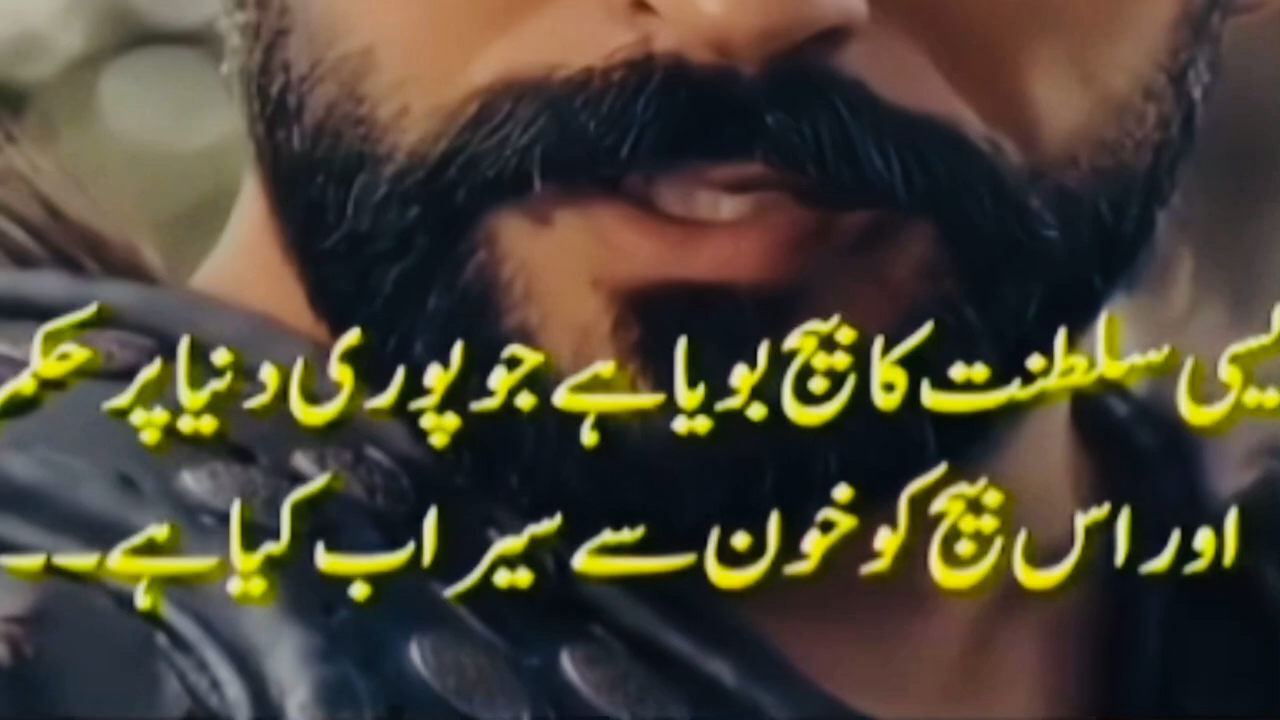 سلطنت کا بیج بویا ہے جو پوری دنیا پر
اور اس بیج کو خون سے سیراب کیا ہے۔۔